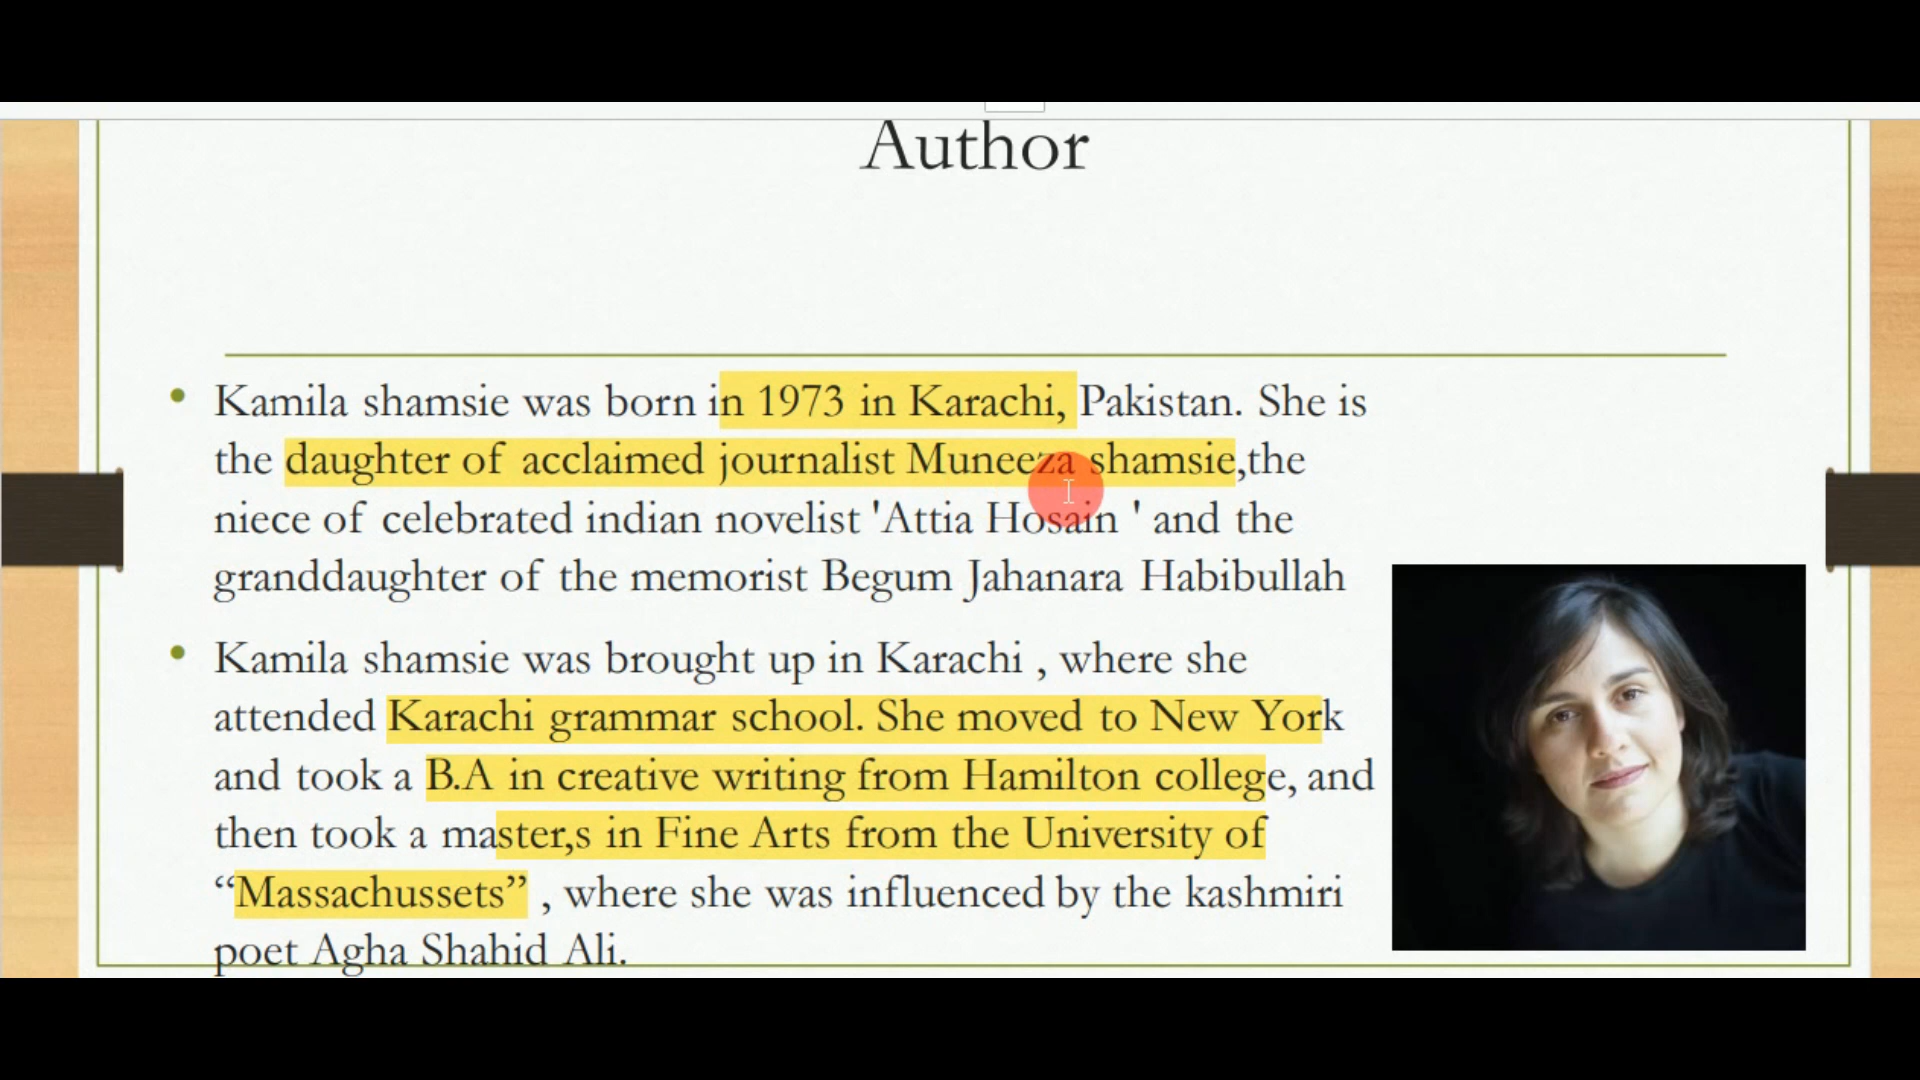 Author
Kamila shamsie was born in 1973 in Karachi, Pakistan. She is
the daughter of acclaimed journalist Muneeza shamsie,the
niece of celebrated indian novelist 'Attia Hosain ' and the
granddaughter of the memorist Begum Jahanara Habibullah
Kamila shamsie was brought up in Karachi , where she
attended Karachi grammar school. She moved to New York
and took a B.A in creative writing from Hamilton college, and
then took a master,s in Fine Arts from the University of
“Massachussets” , where she was influenced by the kashmiri
poet Agha Shahid Ali.